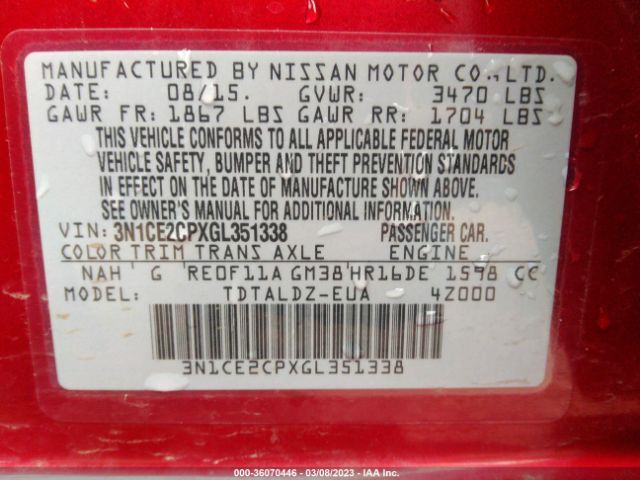 MANUFACTURED BY NISSAN MOTOR CO.,LTD.
DATE: 08/15. GVWR: 3470 LBS
GAWR FR: 1867 LBS GAWR RR: 1704 LBS
THIS VEHICLE CONFORMS TO ALL APPLICABLE FEDERAL MOTOR
VEHICLE SAFETY, BUMPER AND THEFT PREVENTION STANDARDS
IN EFFECT ON THE DATE OF MANUFACTURE SHOWN ABOVE.
SEE OWNER'S MANUAL FOR ADDITIONAL INFORMATION.
VIN: 3N1CE2CPXGL351338 PASSENGER CAR.
COLOR TRIM TRANS AXLE ENGINE
NAH G RE0F11A GM38 HR16DE 1598 CC
MODEL: TDTALDZ-EUA 4Z000
3N1CE2CPXGL351338
000-36070446 - 03/08/2023 - IAA Inc.